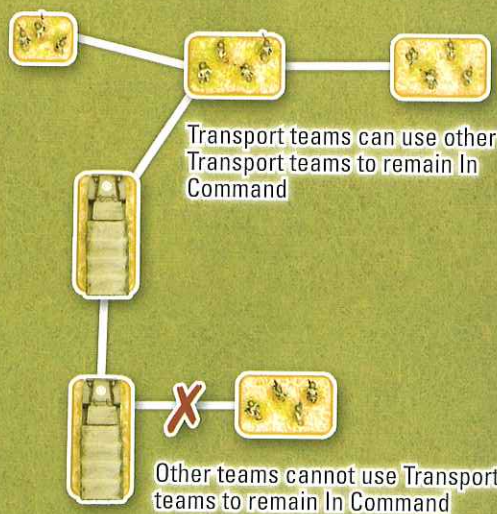 Transport teams can use other
Transport teams to remain In
Command
Other teams cannot use Transport
teams to remain In Command